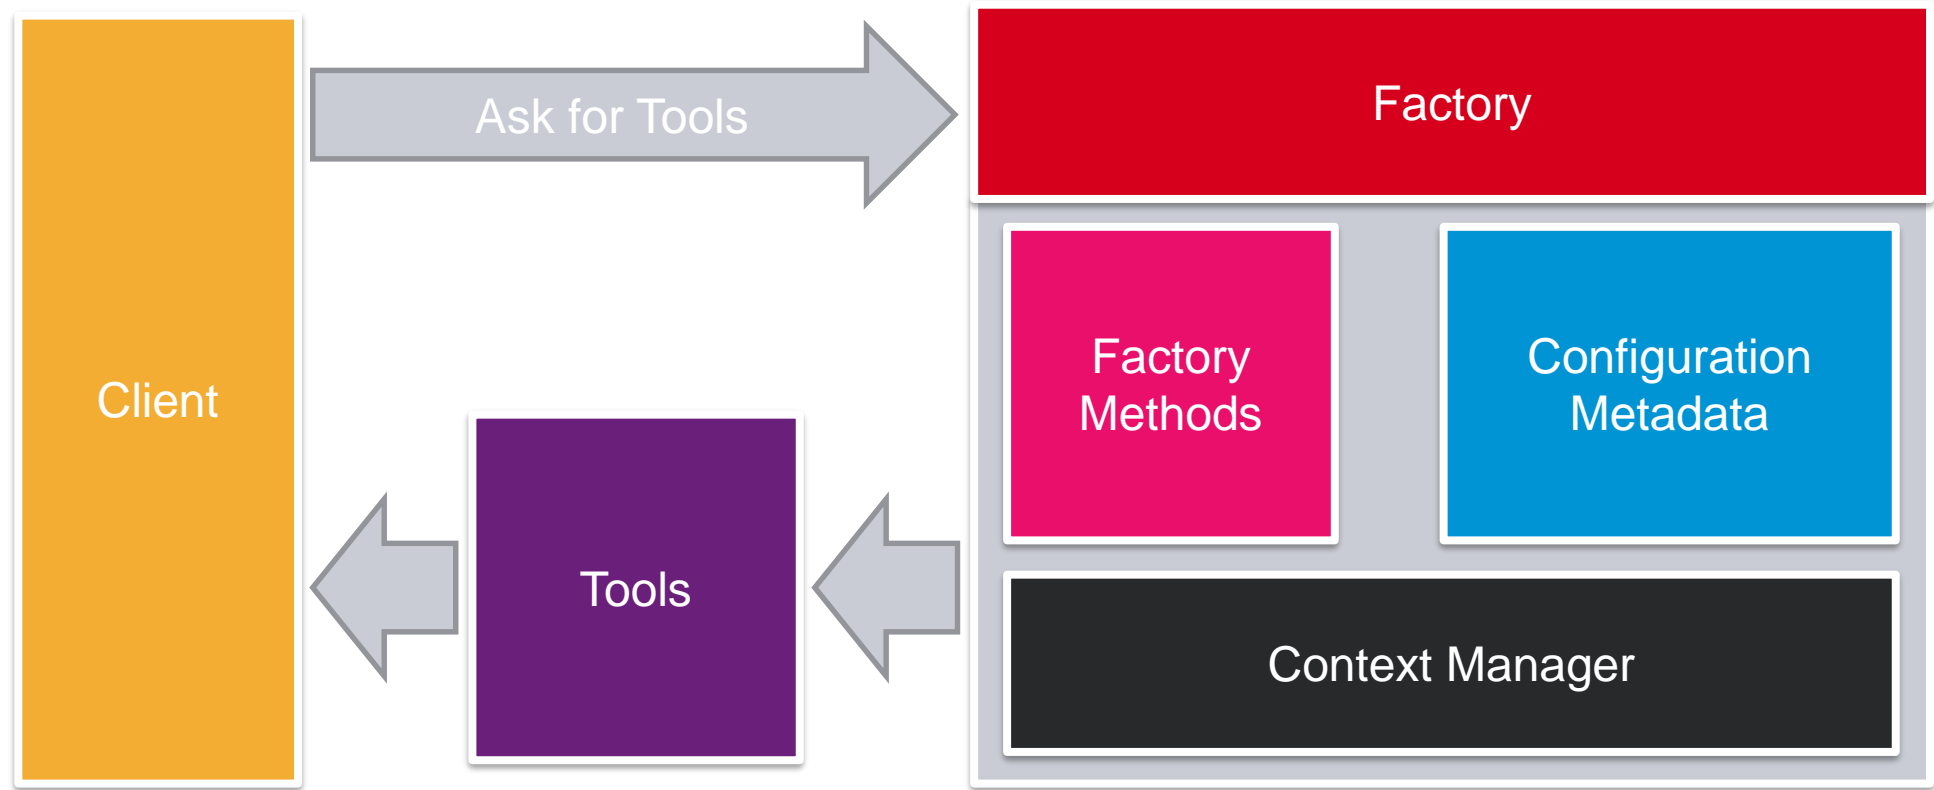 Ask for Tools
Factory
Client
Factory
Methods
Configuration
Metadata
Tools
Context Manager